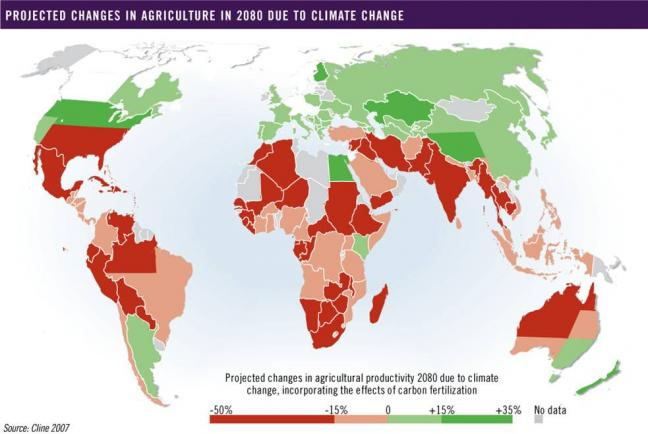 PROJECTED CHANGES IN AGRICULTURE IN 2080 DUE TO CLIMATE CHANGE
Projected changes in agricultural productivity 2080 due to climate
change, incorporating the effects of carbon fertilization
-50% -15% 0 +15% +35% No data
Source: Cline 2007